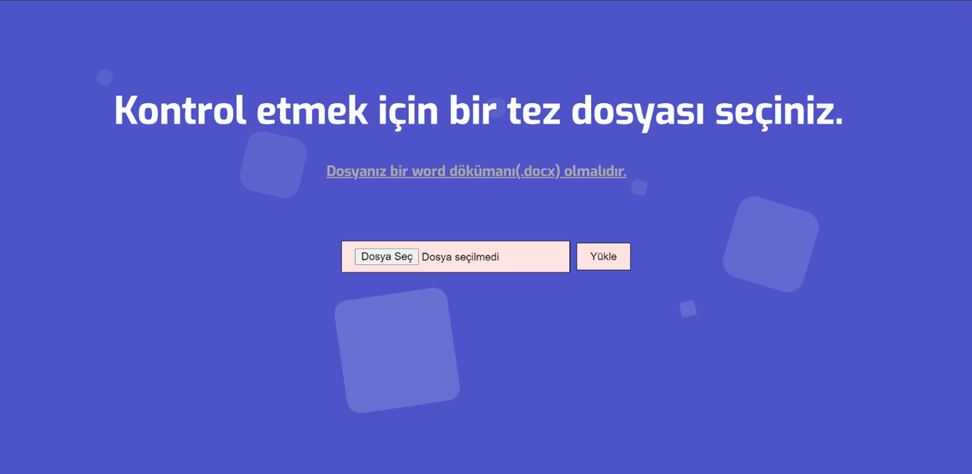 Kontrol etmek için bir tez dosyası seçiniz.
Dosyanız bir word dökümanı(.docx) olmalıdır.
Dosya Seç Dosya seçilmedi Yükle